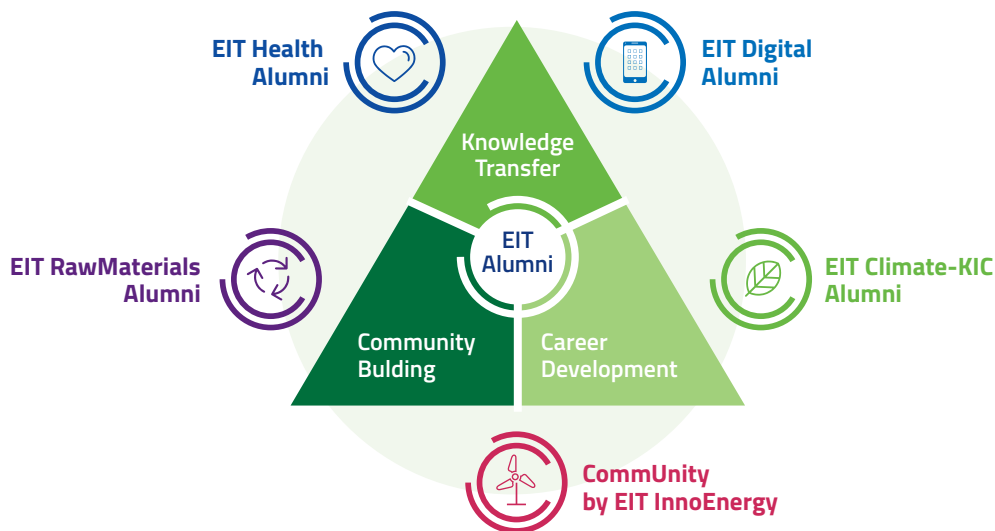 EIT Health
Alumni
EIT Digital
Alumni
Knowledge
Transfer
EIT
Alumni
EIT RawMaterials
Alumni
EIT Climate-KIC
Alumni
Community
Bulding
Career
Development
CommUnity
by EIT InnoEnergy